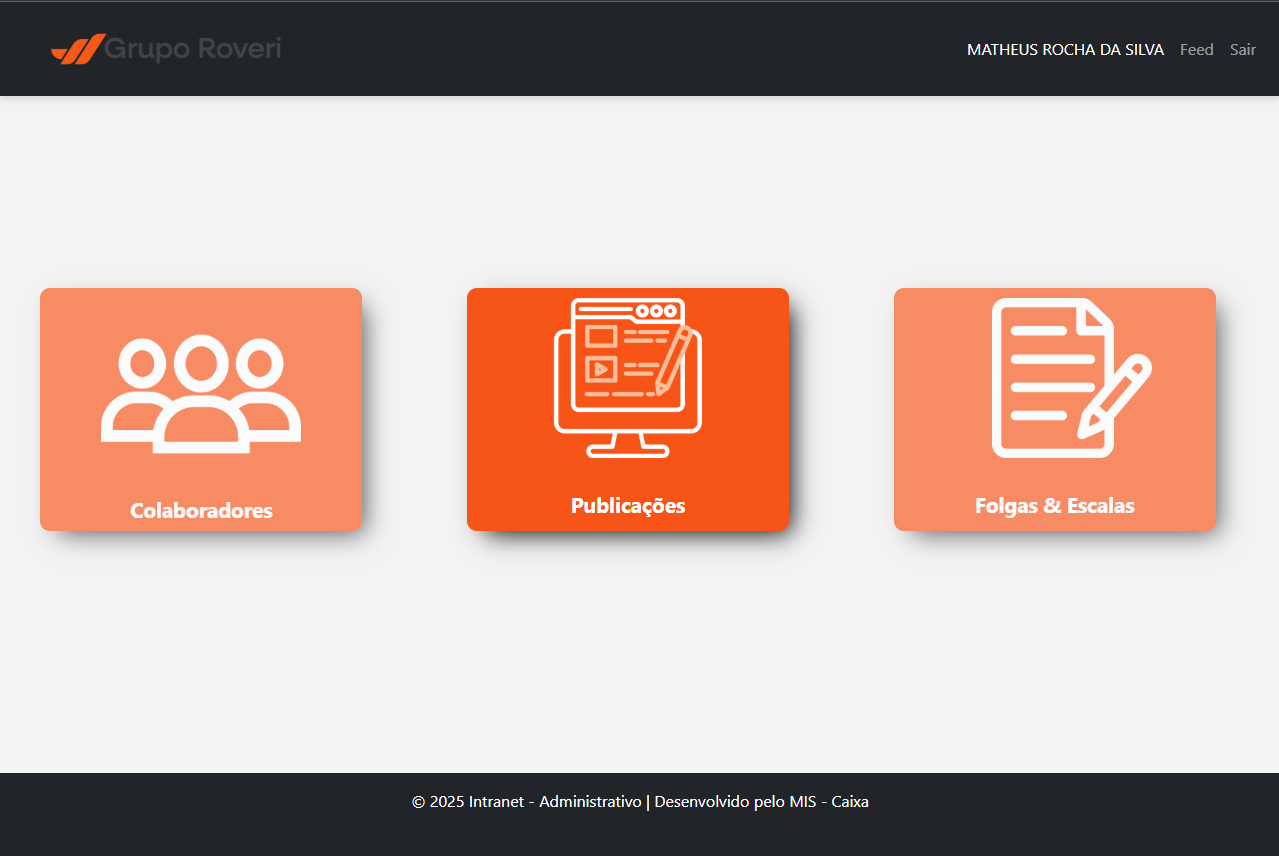 Grupo Roveri
MATHEUS ROCHA DA SILVA Feed Sair
Colaboradores
Publicações
Folgas & Escalas
© 2025 Intranet - Administrativo | Desenvolvido pelo MIS - Caixa